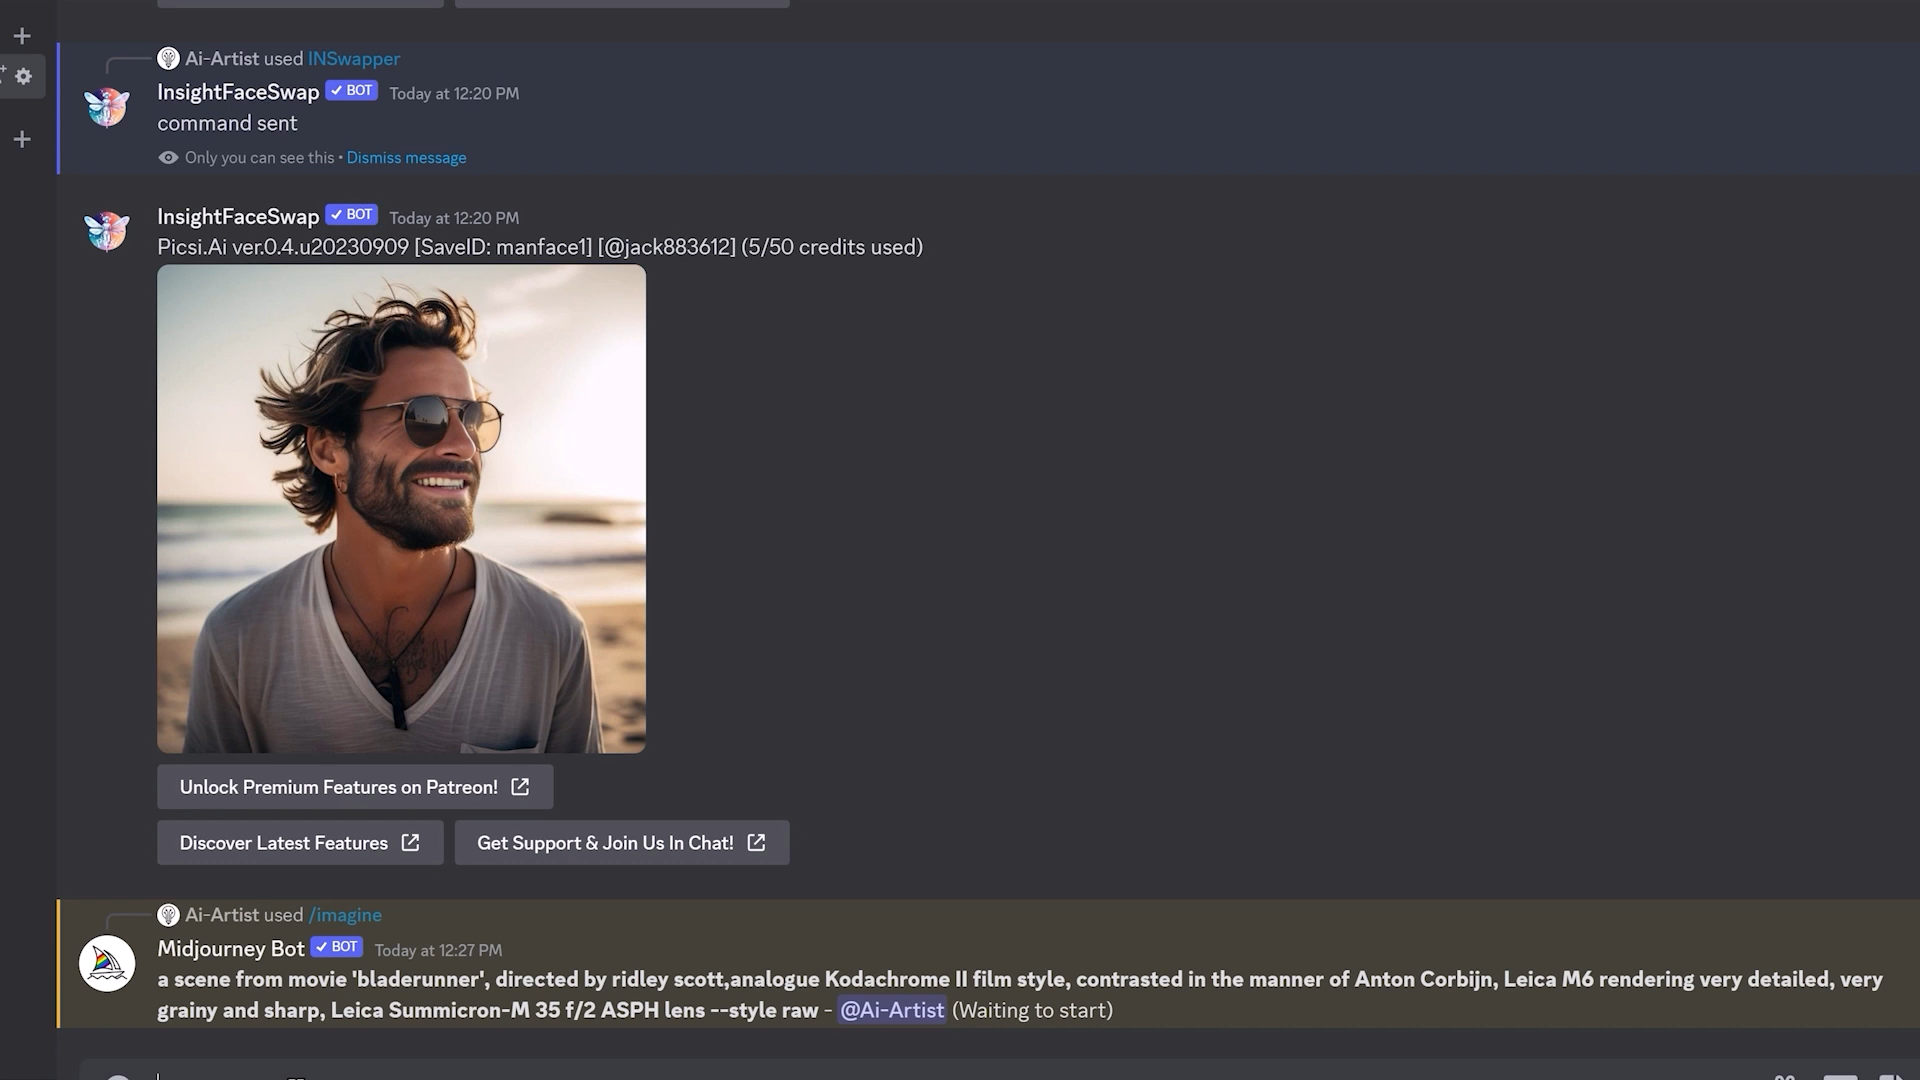 Ai-Artist used INSwapper
InsightFaceSwap ✓ BOT Today at 12:20 PM
command sent
Only you can see this • Dismiss message
InsightFaceSwap ✓ BOT Today at 12:20 PM
Picsi.Ai ver.0.4.u20230909 [SaveID: manface1] [@jack883612] (5/50 credits used)
Unlock Premium Features on Patreon!
Discover Latest Features
Get Support & Join Us In Chat!
Ai-Artist used /imagine
Midjourney Bot ✓ BOT Today at 12:27 PM
a scene from movie 'bladerunner', directed by ridley scott,analogue Kodachrome II film style, contrasted in the manner of Anton Corbijn, Leica M6 rendering very detailed, very
grainy and sharp, Leica Summicron-M 35 f/2 ASPH lens --style raw - @Ai-Artist (Waiting to start)